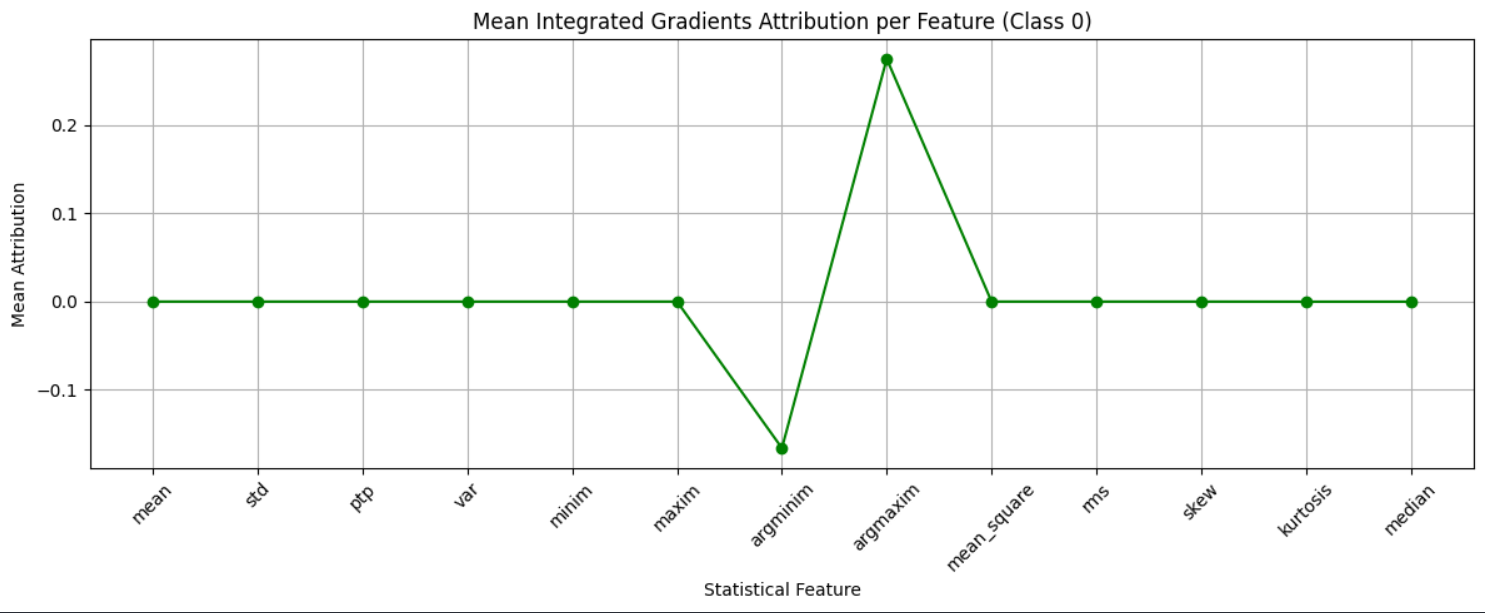 Mean Integrated Gradients Attribution per Feature (Class 0)
Mean Attribution
0.2
0.1
0.0
−0.1
mean
std
ptp
var
minim
maxim
argminim
argmaxim
mean_square
rms
skew
kurtosis
median
Statistical Feature